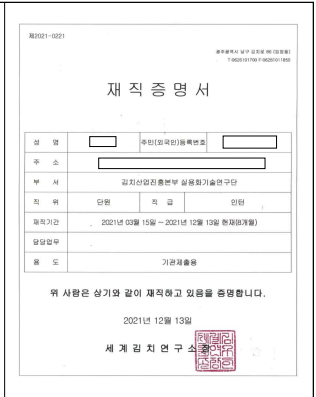 제2021-0221
광주광역시 남구 김치로 86 (임암동)
T-0626101700 F-0626101850
재 직 증 명 서
성 명 주민(외국인)등록번호
주 소
부 서 김치산업진흥본부 실용화기술연구단
직 위 단원 직 급 인턴
재직기간 2021년 03월 15일 ~ 2021년 12월 13일 현재(8개월)
담당업무
용 도 기관제출용
위 사람은 상기와 같이 재직하고 있음을 증명합니다.
2021년 12월 13일
세 계 김 치 연 구 소 장